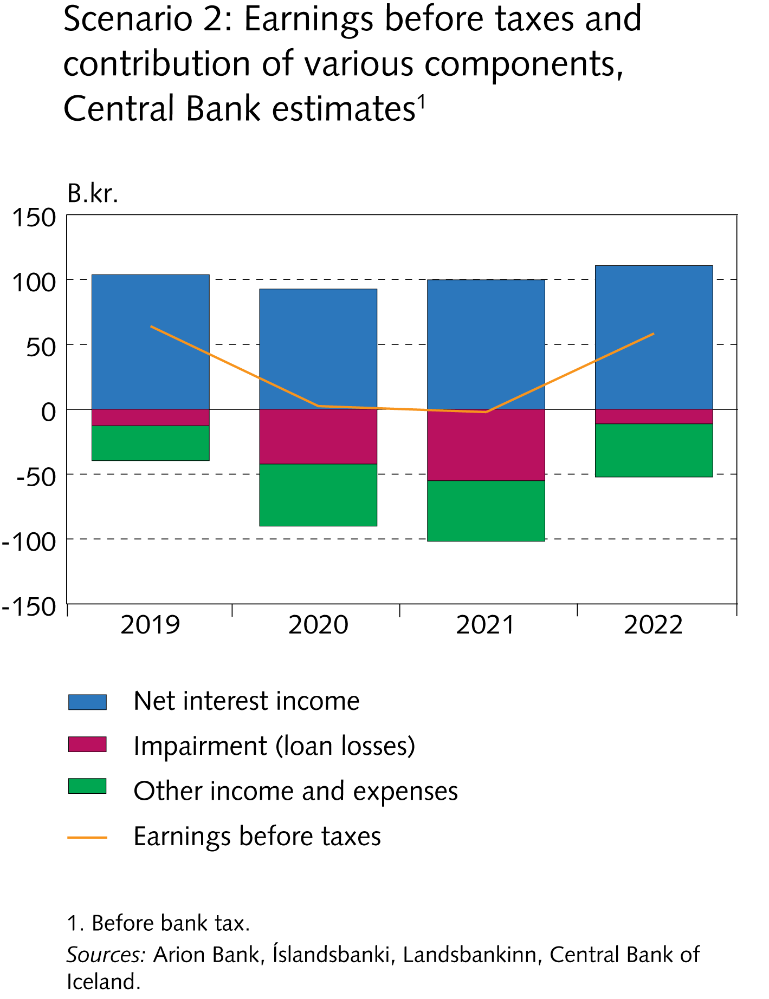 Scenario 2: Earnings before taxes and
contribution of various components,
Central Bank estimates¹
B.kr.
150
100
50
0
-50
-100
-150
2019 2020 2021 2022
Net interest income
Impairment (loan losses)
Other income and expenses
Earnings before taxes
1. Before bank tax.
Sources: Arion Bank, Íslandsbanki, Landsbankinn, Central Bank of
Iceland.